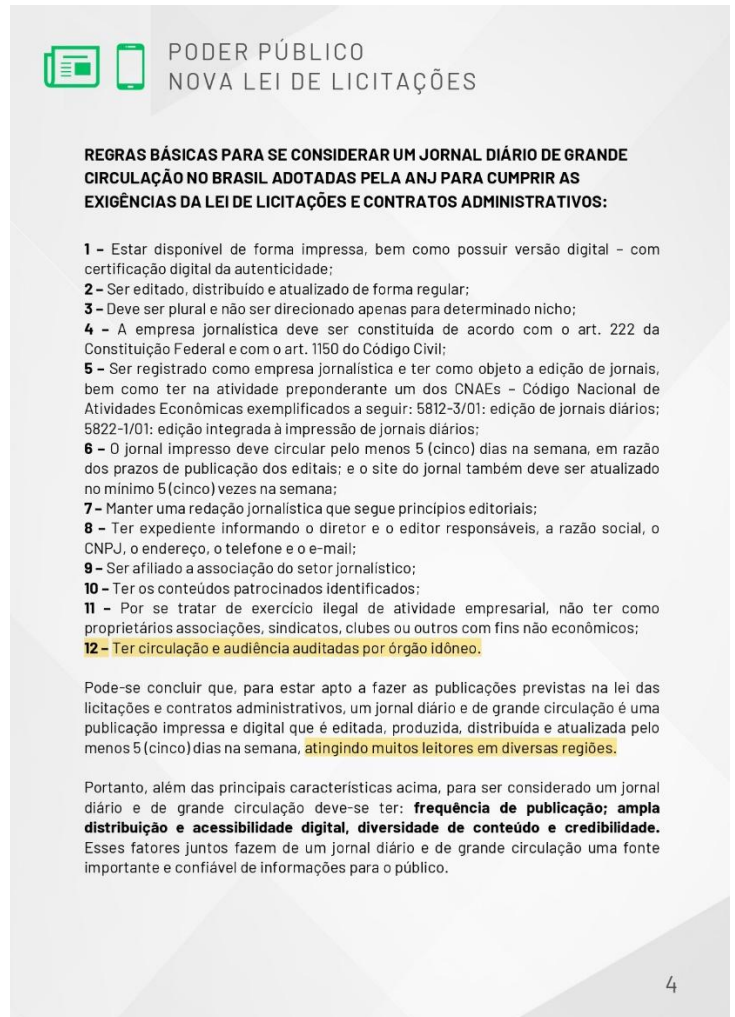 PODER PÚBLICO
NOVA LEI DE LICITAÇÕES
REGRAS BÁSICAS PARA SE CONSIDERAR UM JORNAL DIÁRIO DE GRANDE
CIRCULAÇÃO NO BRASIL ADOTADAS PELA ANJ PARA CUMPRIR AS
EXIGÊNCIAS DA LEI DE LICITAÇÕES E CONTRATOS ADMINISTRATIVOS:
1 – Estar disponível de forma impressa, bem como possuir versão digital – com
certificação digital da autenticidade;
2 – Ser editado, distribuído e atualizado de forma regular;
3 – Deve ser plural e não ser direcionado apenas para determinado nicho;
4 – A empresa jornalística deve ser constituída de acordo com o art. 222 da
Constituição Federal e com o art. 1150 do Código Civil;
5 – Ser registrado como empresa jornalística e ter como objeto a edição de jornais,
bem como ter na atividade preponderante um dos CNAEs – Código Nacional de
Atividades Econômicas exemplificados a seguir: 5812-3/01: edição de jornais diários;
5822-1/01: edição integrada à impressão de jornais diários;
6 – O jornal impresso deve circular pelo menos 5 (cinco) dias na semana, em razão
dos prazos de publicação dos editais; e o site do jornal também deve ser atualizado
no mínimo 5 (cinco) vezes na semana;
7 – Manter uma redação jornalística que segue princípios editoriais;
8 – Ter expediente informando o diretor e o editor responsáveis, a razão social, o
CNPJ, o endereço, o telefone e o e-mail;
9 – Ser afiliado a associação do setor jornalístico;
10 – Ter os conteúdos patrocinados identificados;
11 – Por se tratar de exercício ilegal de atividade empresarial, não ter como
proprietários associações, sindicatos, clubes ou outros com fins não econômicos;
12 – Ter circulação e audiência auditadas por órgão idôneo.
Pode-se concluir que, para estar apto a fazer as publicações previstas na lei das
licitações e contratos administrativos, um jornal diário e de grande circulação é uma
publicação impressa e digital que é editada, produzida, distribuída e atualizada pelo
menos 5 (cinco) dias na semana, atingindo muitos leitores em diversas regiões.
Portanto, além das principais características acima, para ser considerado um jornal
diário e de grande circulação deve-se ter: frequência de publicação; ampla
distribuição e acessibilidade digital, diversidade de conteúdo e credibilidade.
Esses fatores juntos fazem de um jornal diário e de grande circulação uma fonte
importante e confiável de informações para o público.
4